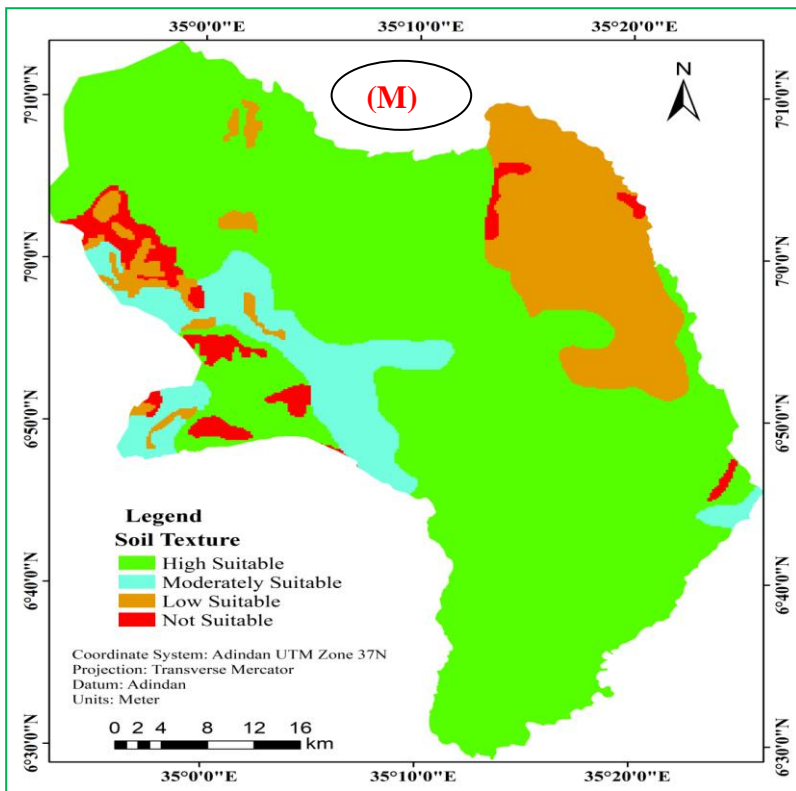 35°0'0"E 35°10'0"E 35°20'0"E
(M)
N
7°10'0"N 7°10'0"N
7°0'0"N 7°0'0"N
6°50'0"N 6°50'0"N
6°40'0"N 6°40'0"N
6°30'0"N 6°30'0"N
Legend
Soil Texture
High Suitable
Moderately Suitable
Low Suitable
Not Suitable
Coordinate System: Adindan UTM Zone 37N
Projection: Transverse Mercator
Datum: Adindan
Units: Meter
0 2 4 8 12 16
km
35°0'0"E 35°10'0"E 35°20'0"E